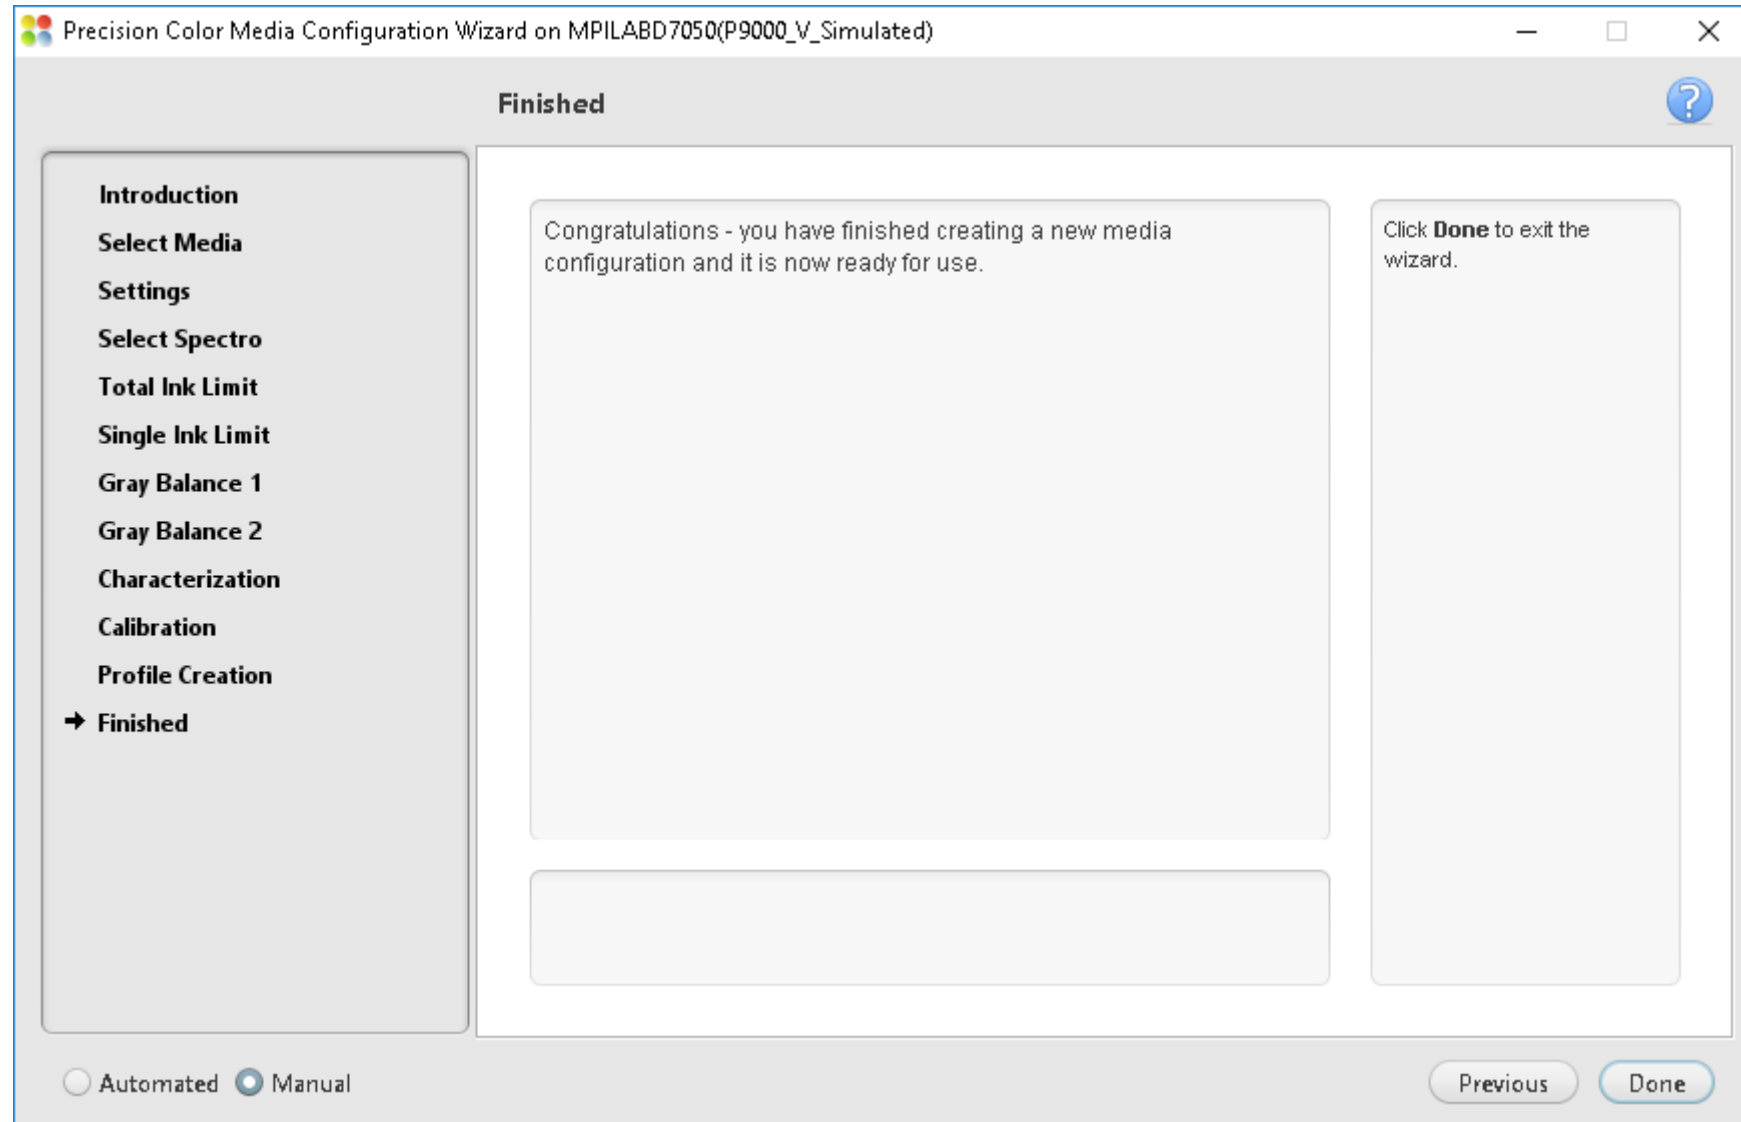 Precision Color Media Configuration Wizard on MPILABD7050(P9000_V_Simulated)
Finished
Introduction
Select Media
Settings
Select Spectro
Total Ink Limit
Single Ink Limit
Gray Balance 1
Gray Balance 2
Characterization
Calibration
Profile Creation
Finished
Congratulations - you have finished creating a new media
configuration and it is now ready for use.
Click Done to exit the
wizard.
Automated
Manual
Previous
Done